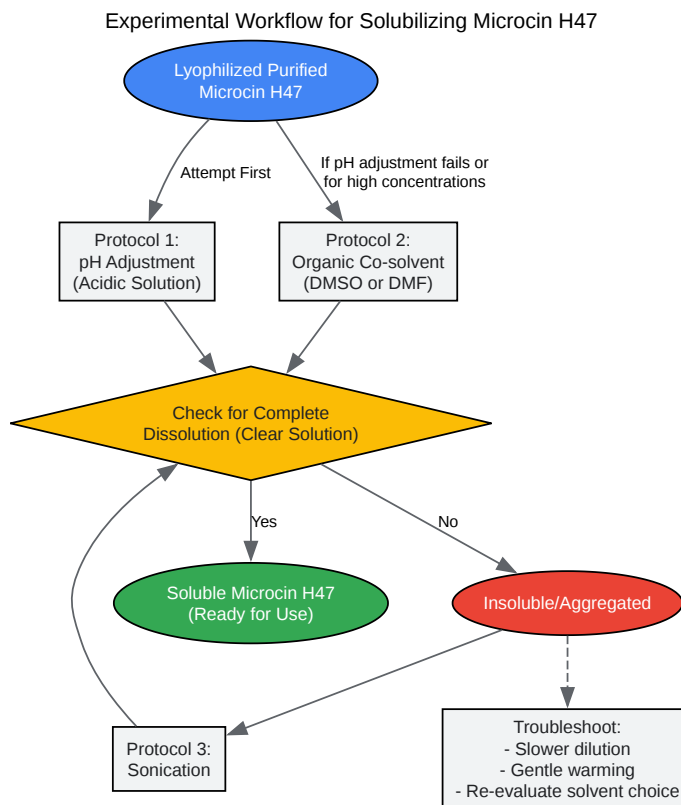 Experimental Workflow for Solubilizing Microcin H47
Lyophilized Purified
Microcin H47
Attempt First
If pH adjustment fails or
for high concentrations
Protocol 1:
pH Adjustment
(Acidic Solution)
Protocol 2:
Organic Co-solvent
(DMSO or DMF)
Check for Complete
Dissolution (Clear Solution)
Yes
No
Soluble Microcin H47
(Ready for Use)
Insoluble/Aggregated
Protocol 3:
Sonication
Troubleshoot:
- Slower dilution
- Gentle warming
- Re-evaluate solvent choice